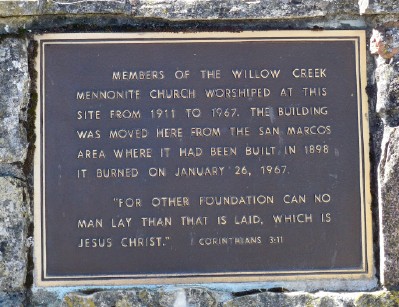 MEMBERS OF THE WILLOW CREEK
MENNONITE CHURCH WORSHIPED AT THIS
SITE FROM 1911 TO 1967. THE BUILDING
WAS MOVED HERE FROM THE SAN MARCOS
AREA WHERE IT HAD BEEN BUILT IN 1898
IT BURNED ON JANUARY 26, 1967.
"FOR OTHER FOUNDATION CAN NO
MAN LAY THAN THAT IS LAID, WHICH IS
JESUS CHRIST." I CORINTHIANS 3:11